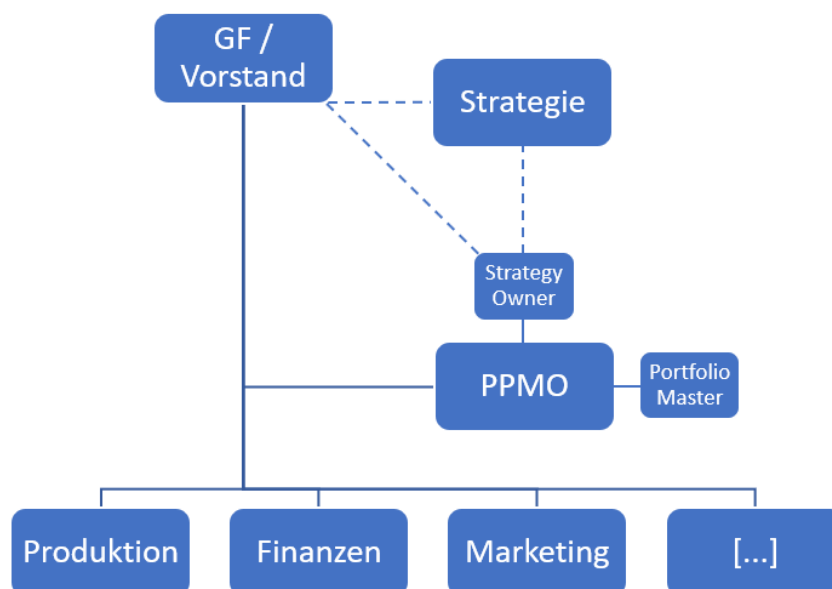 GF /
Vorstand
Strategie
Strategy
Owner
PPMO
Portfolio
Master
Produktion
Finanzen
Marketing
[...]